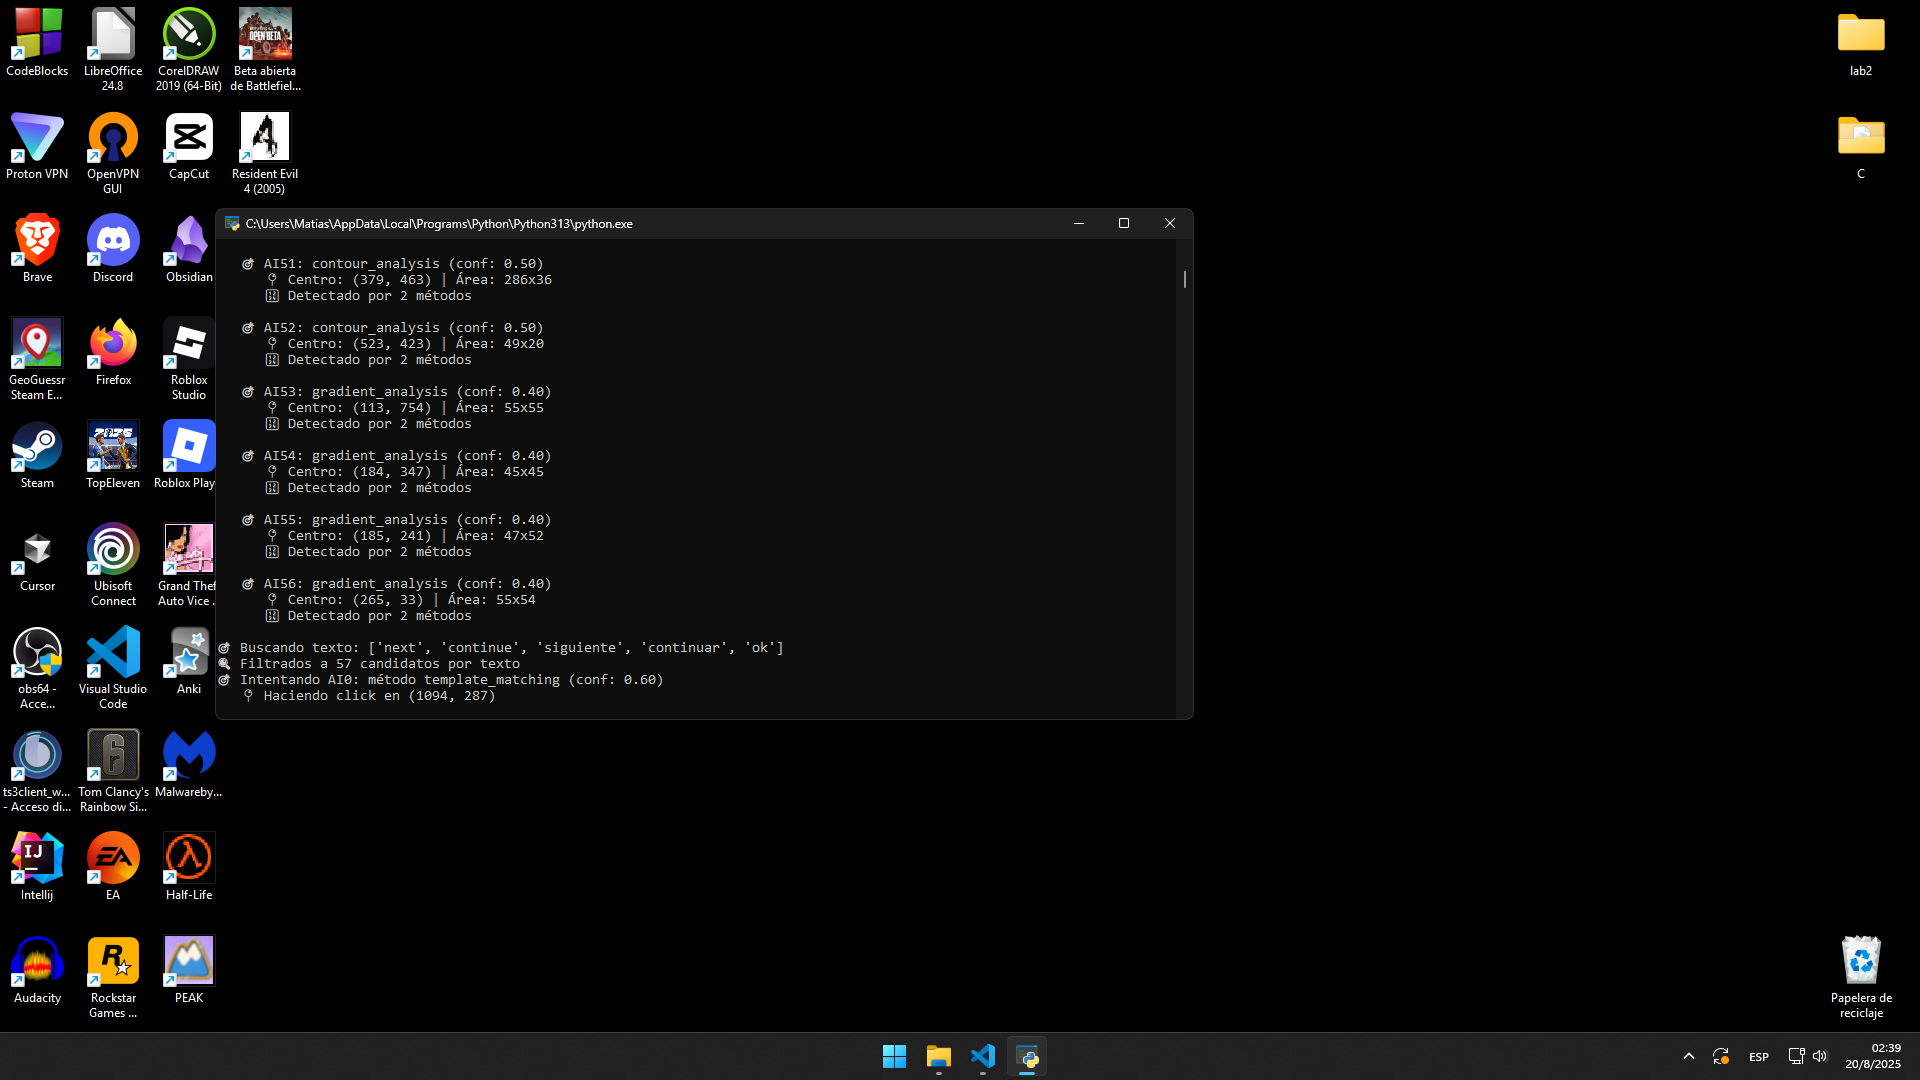 CodeBlocks
LibreOffice
24.8
CorelDRAW
2019 (64-Bit)
OPEN BETA
Beta abierta
de Battlefiel...
lab2
Proton VPN
OpenVPN
GUI
CapCut
4
Resident Evil
4 (2005)
C
C:\Users\Matias\AppData\Local\Programs\Python\Python313\python.exe
Brave
Discord
Obsidian
AI51: contour_analysis (conf: 0.50)
Centro: (379, 463) | Área: 286x36
Detectado por 2 métodos
AI52: contour_analysis (conf: 0.50)
Centro: (523, 423) | Área: 49x20
Detectado por 2 métodos
AI53: gradient_analysis (conf: 0.40)
Centro: (113, 754) | Área: 55x55
Detectado por 2 métodos
AI54: gradient_analysis (conf: 0.40)
Centro: (184, 347) | Área: 45x45
Detectado por 2 métodos
AI55: gradient_analysis (conf: 0.40)
Centro: (185, 241) | Área: 47x52
Detectado por 2 métodos
AI56: gradient_analysis (conf: 0.40)
Centro: (265, 33) | Área: 55x54
Detectado por 2 métodos
Buscando texto: ['next', 'continue', 'siguiente', 'continuar', 'ok']
Filtrados a 57 candidatos por texto
Intentando AI0: método template_matching (conf: 0.60)
Haciendo click en (1094, 287)
GeoGuessr
Steam E...
Firefox
Roblox
Studio
Steam
2025
TopEleven
Roblox Play
Cursor
Ubisoft
Connect
Grand Thef
Auto Vice .
obs64 -
Acce...
Visual Studio
Code
Anki
ts3client_w...
- Acceso di...
6
Tom Clancy's
Rainbow Si...
Malwareby...
IJ
Intellij
EA
EA
Half-Life
Audacity
R
Rockstar
Games ...
PEAK
Papelera de
reciclaje
ESP
02:39
20/8/2025